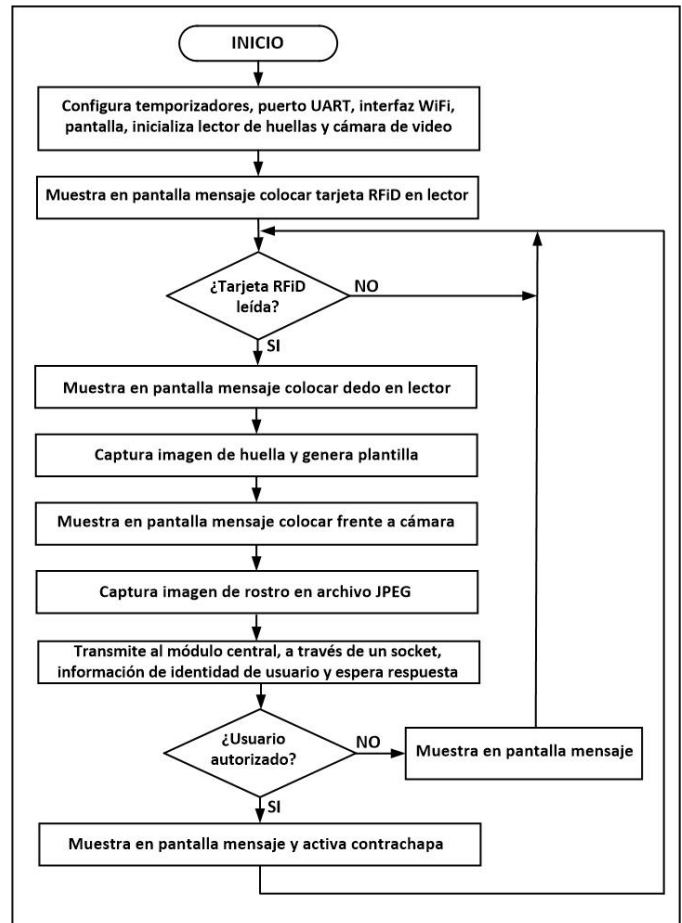 INICIO
Configura temporizadores, puerto UART, interfaz WiFi,
pantalla, inicializa lector de huellas y cámara de video
Muestra en pantalla mensaje colocar tarjeta RFiD en lector
¿Tarjeta RFiD
leída?
NO
SI
Muestra en pantalla mensaje colocar dedo en lector
Captura imagen de huella y genera plantilla
Muestra en pantalla mensaje colocar frente a cámara
Captura imagen de rostro en archivo JPEG
Transmite al módulo central, a través de un socket,
información de identidad de usuario y espera respuesta
¿Usuario
autorizado?
NO
Muestra en pantalla mensaje
SI
Muestra en pantalla mensaje y activa contrachapa